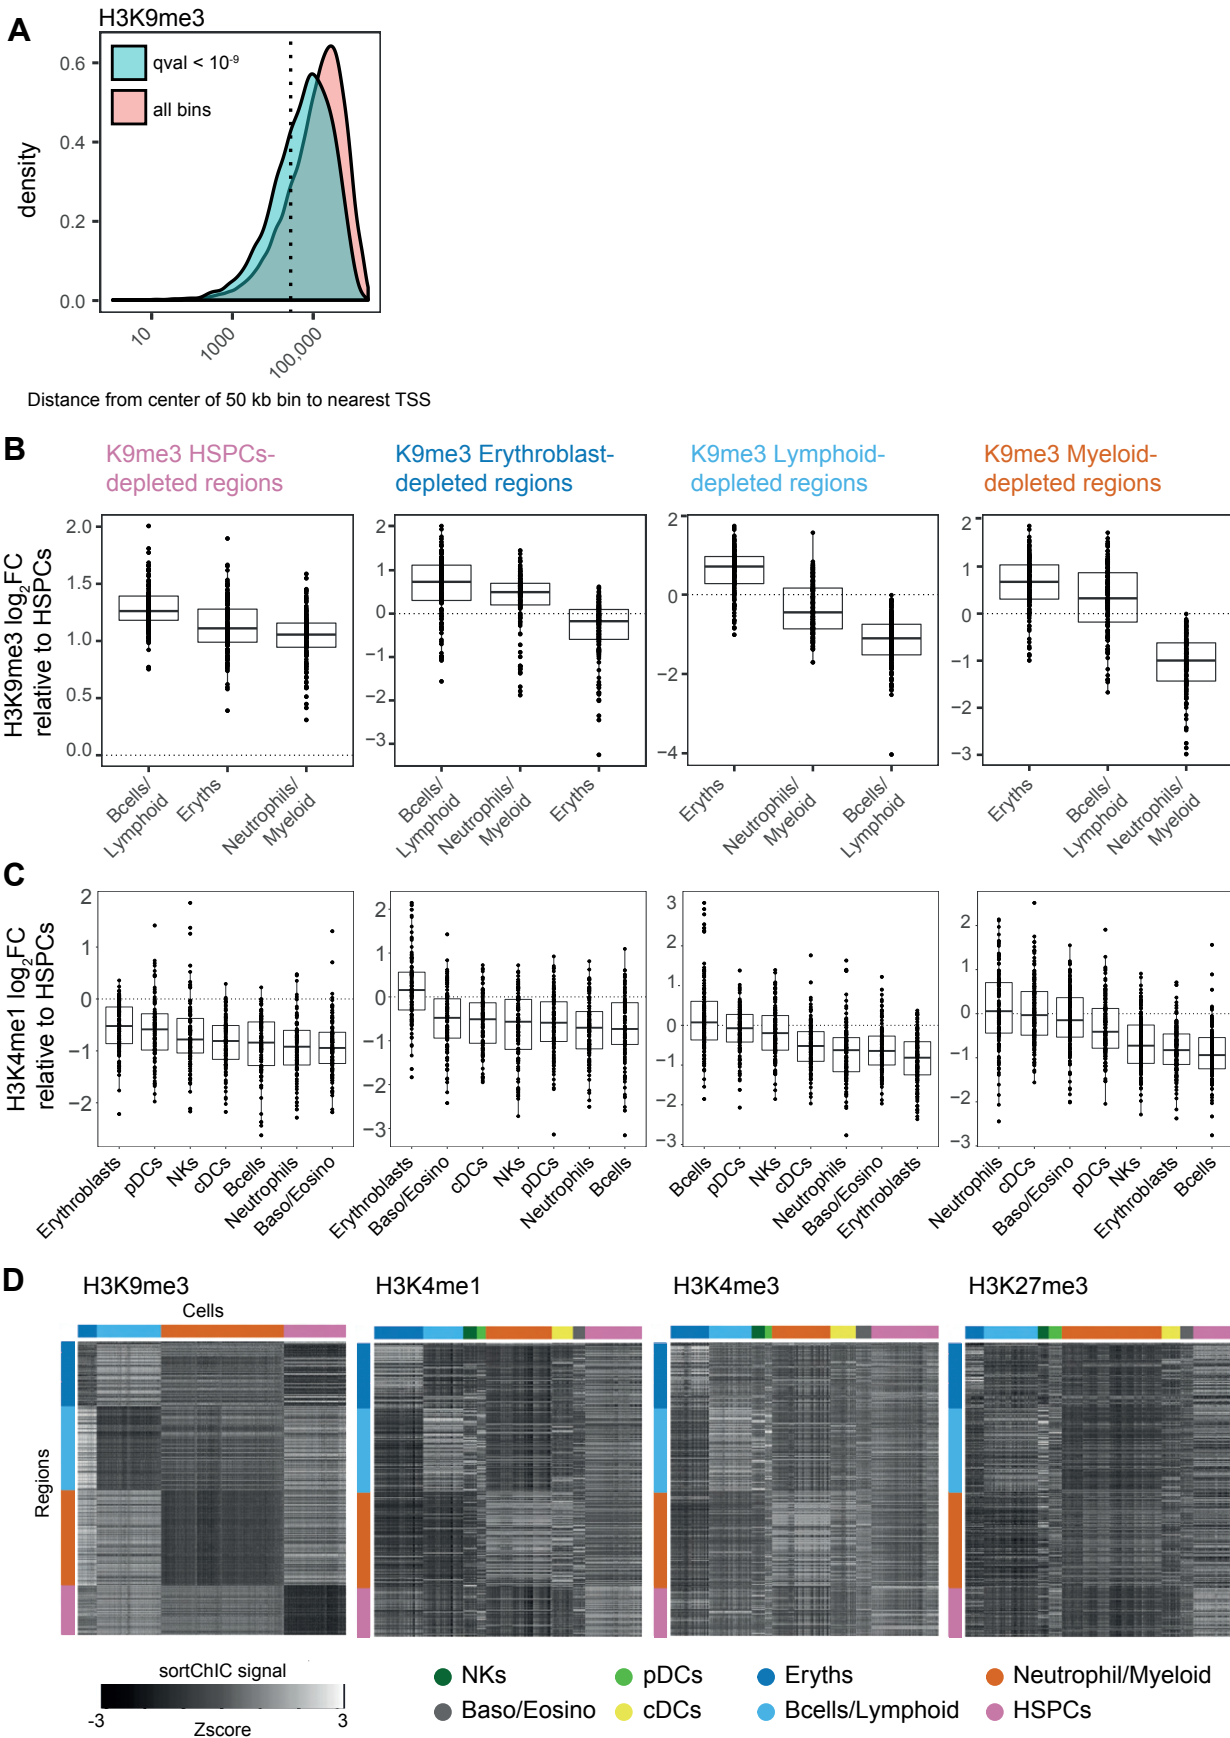 A
H3K9me3
qval < 10⁻⁹
all bins
density
0.6
0.4
0.2
0.0
10
1000
100,000
Distance from center of 50 kb bin to nearest TSS
B
K9me3 HSPCs-
depleted regions
K9me3 Erythroblast-
depleted regions
K9me3 Lymphoid-
depleted regions
K9me3 Myeloid-
depleted regions
H3K9me3 log₂FC
relative to HSPCs
2.0
1.5
1.0
0.5
0.0
Bcells/
Lymphoid
Eryths
Neutrophils/
Myeloid
2
1
0
−1
−2
−3
Bcells/
Lymphoid
Neutrophils/
Myeloid
Eryths
2
0
−2
−4
Eryths
Neutrophils/
Myeloid
Bcells/
Lymphoid
2
1
0
−1
−2
−3
Eryths
Bcells/
Lymphoid
Neutrophils/
Myeloid
C
H3K4me1 log₂FC
relative to HSPCs
2
1
0
−1
−2
Erythroblasts
pDCs
NKs
cDCs
Bcells
Neutrophils
Baso/Eosino
2
1
0
−1
−2
−3
Erythroblasts
Baso/Eosino
cDCs
NKs
pDCs
Neutrophils
Bcells
3
2
1
0
−1
−2
−3
Bcells
pDCs
NKs
cDCs
Neutrophils
Baso/Eosino
Erythroblasts
2
1
0
−1
−2
−3
Neutrophils
cDCs
Baso/Eosino
pDCs
NKs
Erythroblasts
Bcells
D
H3K9me3
H3K4me1
H3K4me3
H3K27me3
Cells
Regions
sortChIC signal
-3
3
Zscore
NKs
pDCs
Eryths
Neutrophil/Myeloid
Baso/Eosino
cDCs
Bcells/Lymphoid
HSPCs